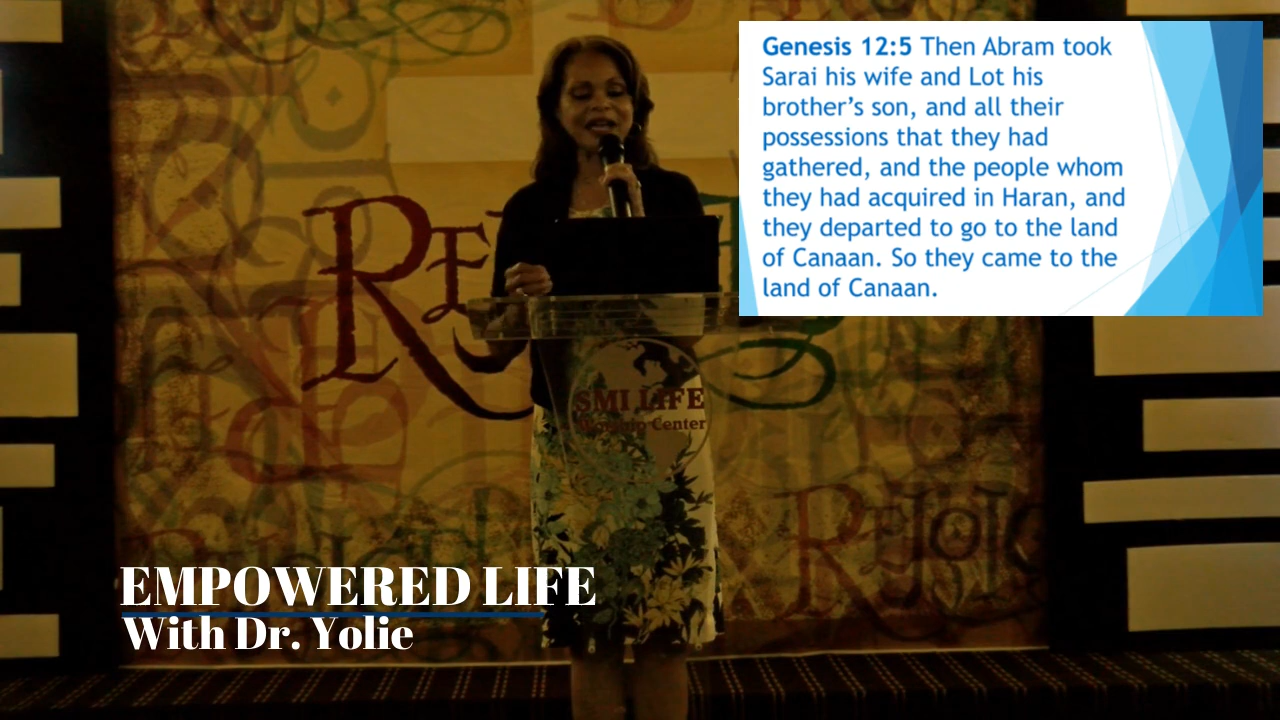 Genesis 12:5 Then Abram took
Sarai his wife and Lot his
brother’s son, and all their
possessions that they had
gathered, and the people whom
they had acquired in Haran, and
they departed to go to the land
of Canaan. So they came to the
land of Canaan.
SMI LIFE
Worship Center
EMPOWERED LIFE
With Dr. Yolie